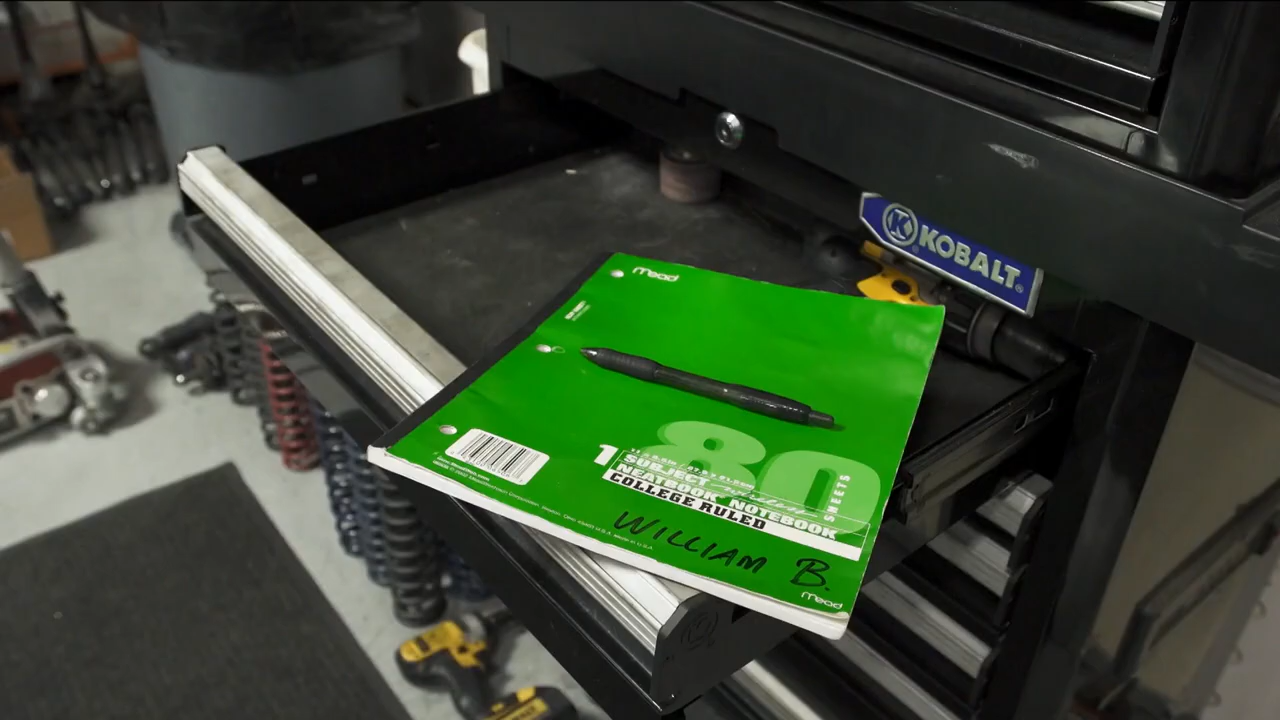 KOBALT
Mead
80
SHEETS
1
SUBJECT
NEATBOOK NOTEBOOK
COLLEGE RULED
WILLIAM B.
Mead